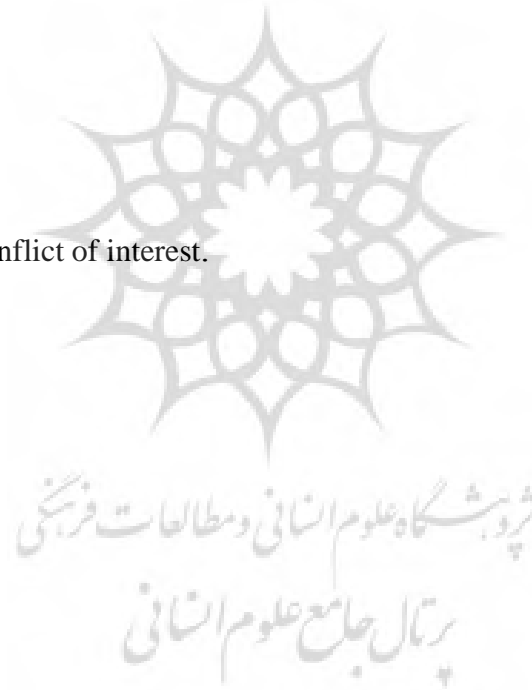 nflict of interest.
پژوهشگاه علوم انسانی و مطالعات فرهنگی
پرتال جامع علوم انسانی